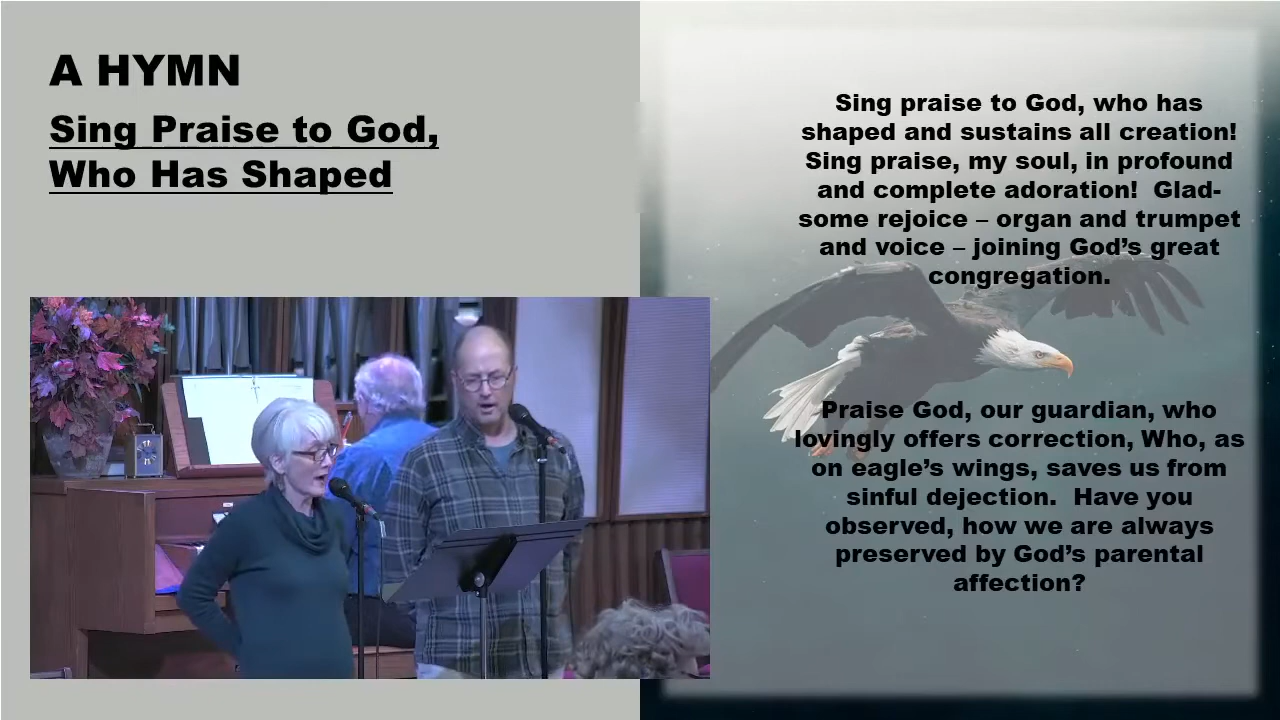 A HYMN
Sing Praise to God,
Who Has Shaped
Sing praise to God, who has
shaped and sustains all creation!
Sing praise, my soul, in profound
and complete adoration!  Glad-
some rejoice – organ and trumpet
and voice – joining God’s great
congregation.
Praise God, our guardian, who
lovingly offers correction, Who, as
on eagle’s wings, saves us from
sinful dejection.  Have you
observed, how we are always
preserved by God’s parental
affection?